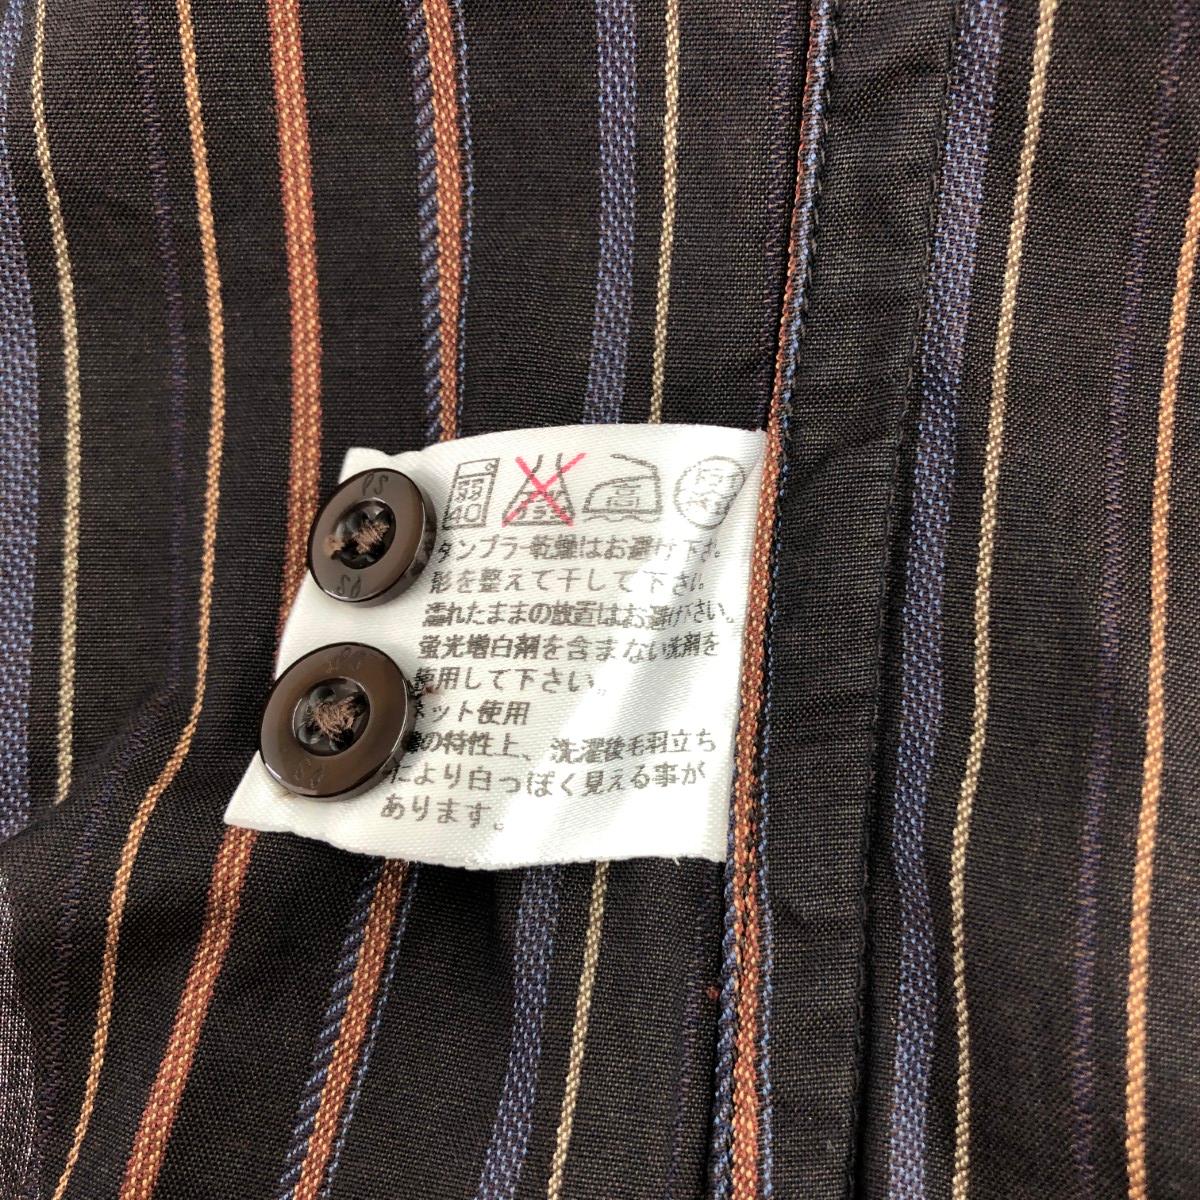 40
高
タンブラー乾燥はお避け下さい。
形を整えて干して下さい。
濡れたままの放置はお避け下さい。
蛍光増白剤を含まない洗剤を
使用して下さい。
ネット使用
の特性上、洗濯後毛羽立ち
により白っぽく見える事が
あります。